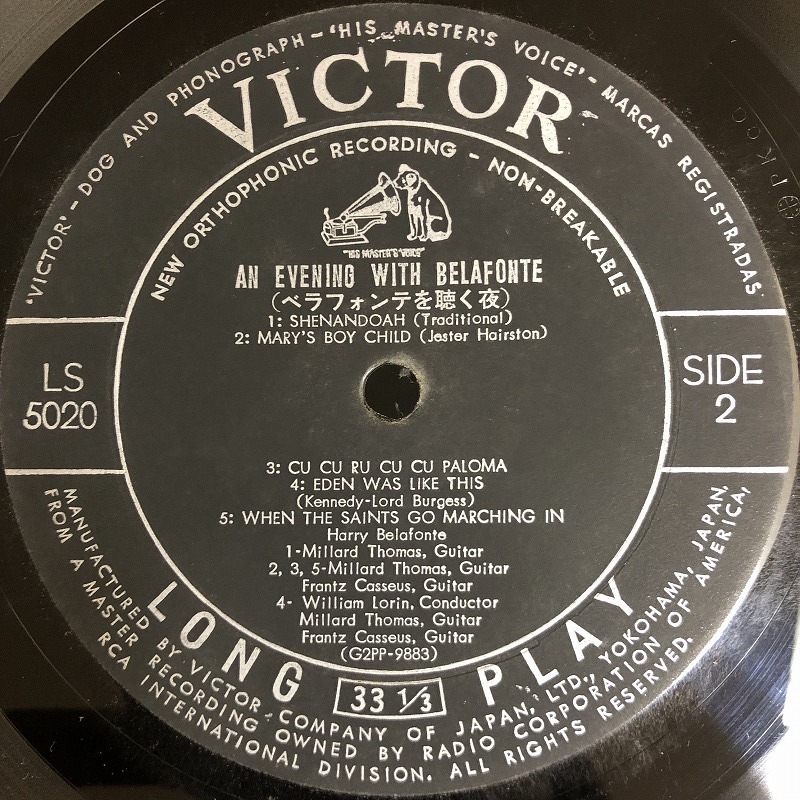 'VICTOR' – DOG AND PHONOGRAPH – 'HIS MASTER'S VOICE' – MARCAS REGISTRADAS
VICTOR
NEW ORTHOPHONIC RECORDING – NON-BREAKABLE
"HIS MASTER'S VOICE"
AN EVENING WITH BELAFONTE
(ベラフォンテを聴く夜)
1: SHENANDOAH (Traditional)
2: MARY'S BOY CHILD (Jester Hairston)
LS
5020
SIDE
2
3: CU CU RU CU CU PALOMA
4: EDEN WAS LIKE THIS
(Kennedy-Lord Burgess)
5: WHEN THE SAINTS GO MARCHING IN
Harry Belafonte
1-Millard Thomas, Guitar
2, 3, 5-Millard Thomas, Guitar
Frantz Casseus, Guitar
4- William Lorin, Conductor
Millard Thomas, Guitar
Frantz Casseus, Guitar
(G2PP-9883)
LONG 33 1/3 PLAY
MANUFACTURED BY VICTOR COMPANY OF JAPAN, LTD., YOKOHAMA, JAPAN,
FROM A MASTER RECORDING OWNED BY RADIO CORPORATION OF AMERICA,
RCA INTERNATIONAL DIVISION. ALL RIGHTS RESERVED.